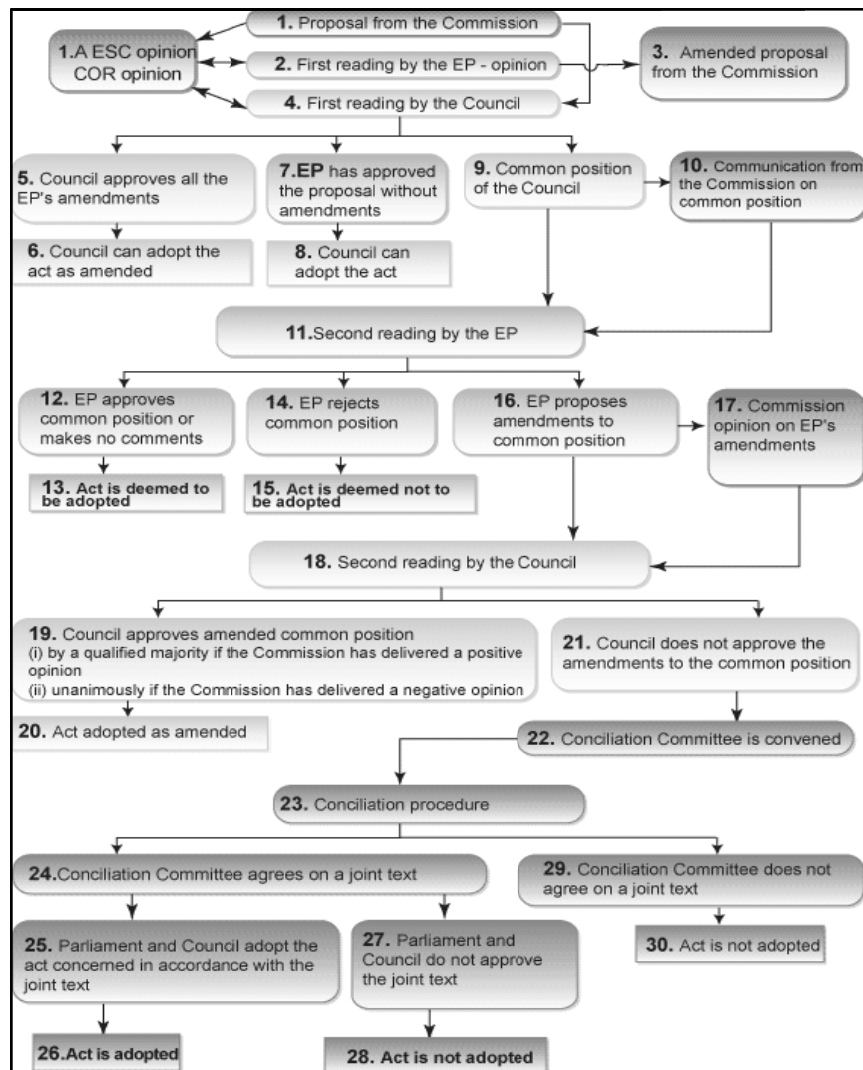 1. Proposal from the Commission
1.A ESC opinion
COR opinion
2. First reading by the EP - opinion
3. Amended proposal
from the Commission
4. First reading by the Council
5. Council approves all the
EP's amendments
7.EP has approved
the proposal without
amendments
9. Common position
of the Council
10. Communication from
the Commission on
common position
6. Council can adopt the
act as amended
8. Council can
adopt the act
11.Second reading by the EP
12. EP approves
common position or
makes no comments
14. EP rejects
common position
16. EP proposes
amendments to
common position
17. Commission
opinion on EP's
amendments
13. Act is deemed to
be adopted
15. Act is deemed not to
be adopted
18. Second reading by the Council
19. Council approves amended common position
(i) by a qualified majority if the Commission has delivered a positive
opinion
(ii) unanimously if the Commission has delivered a negative opinion
21. Council does not approve the
amendments to the common position
20. Act adopted as amended
22. Conciliation Committee is convened
23. Conciliation procedure
24.Conciliation Committee agrees on a joint text
29. Conciliation Committee does not
agree on a joint text
25. Parliament and Council adopt the
act concerned in accordance with the
joint text
27. Parliament and
Council do not approve
the joint text
30. Act is not adopted
26.Act is adopted
28. Act is not adopted